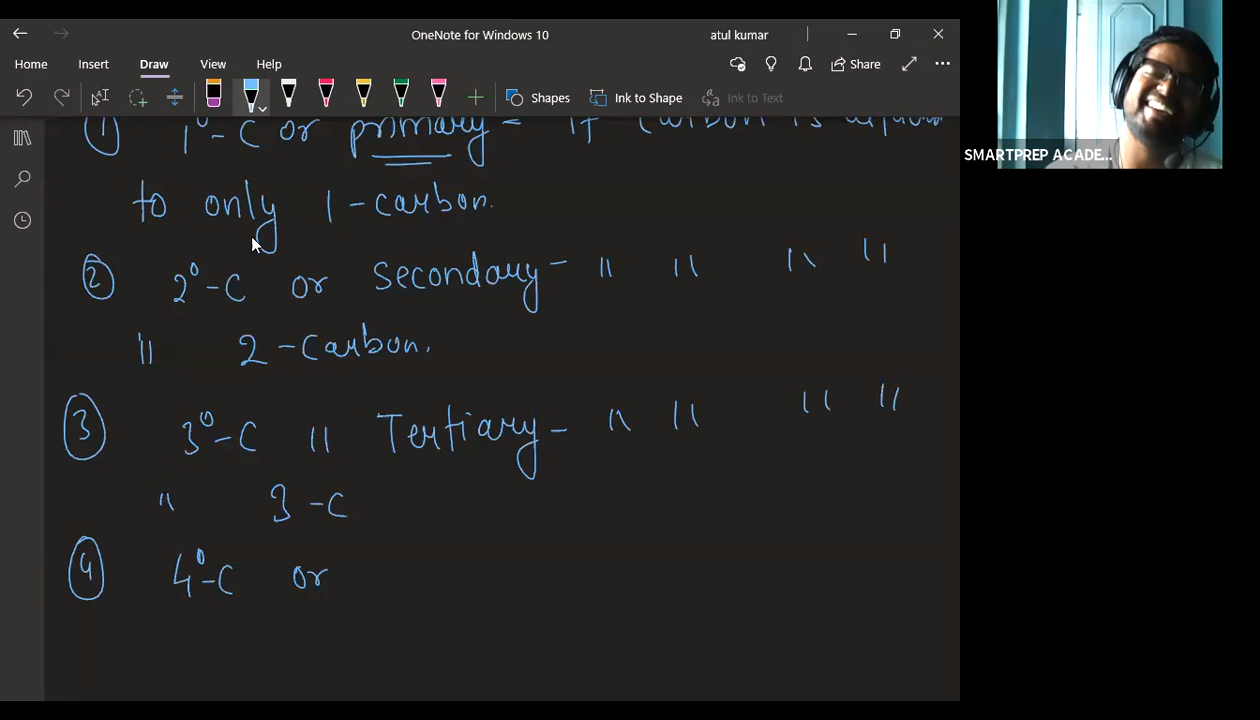 OneNote for Windows 10
atul kumar
Home Insert Draw View Help
Share
Shapes
Ink to Shape
Ink to Text
SMARTPREP ACADE...
(1) 1°-C or primary - If carbon is
to only 1-carbon.
(2) 2°-C or Secondary - " " " "
" 2-Carbon.
(3) 3°-C " Tertiary - " " " "
" 3-C
(4) 4°-C or